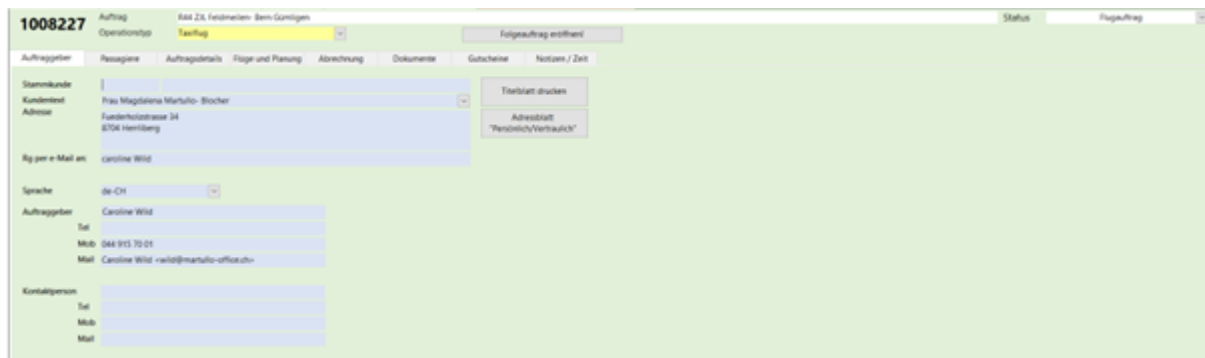 1008227 Auftrag R44 ZJL Feldmeilen- Bern Gümligen Status Flugauftrag
Operationstyp Taxiflug Folgeauftrag eröffnen!
Auftraggeber Passagiere Auftragsdetails Flüge und Planung Abrechnung Dokumente Gutscheine Notizen / Zeit
Stammkunde
Titelblatt drucken
Kundentext Frau Magdalena Martullo- Blocher
Adresse Fuederholzstrasse 34
8704 Herrliberg
Adressblatt
"Persönlich/Vertraulich"
Rg per e-Mail an: caroline Wild
Sprache de-CH
Auftraggeber Caroline Wild
Tel
Mob 044 915 70 01
Mail Caroline Wild <wild@martullo-office.ch>
Kontaktperson
Tel
Mob
Mail